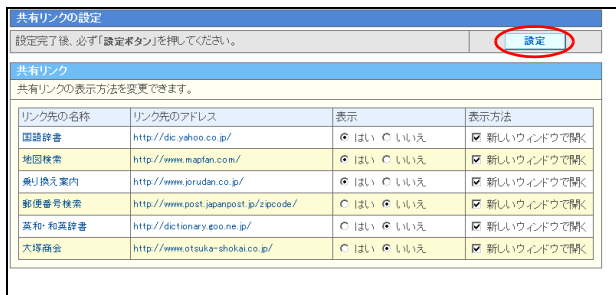 共有リンクの設定
設定完了後、必ず「設定ボタン」を押してください。 設定
共有リンク
共有リンクの表示方法を変更できます。
リンク先の名称 リンク先のアドレス 表示 表示方法
国語辞書 http://dic.yahoo.co.jp/ はい いいえ 新しいウィンドウで開く
地図検索 http://www.mapfan.com/ はい いいえ 新しいウィンドウで開く
乗り換え案内 http://www.jorudan.co.jp/ はい いいえ 新しいウィンドウで開く
郵便番号検索 http://www.post.japanpost.jp/zipcode/ はい いいえ 新しいウィンドウで開く
英和・和英辞書 http://dictionary.goo.ne.jp/ はい いいえ 新しいウィンドウで開く
大塚商会 http://www.otsuka-shokai.co.jp/ はい いいえ 新しいウィンドウで開く